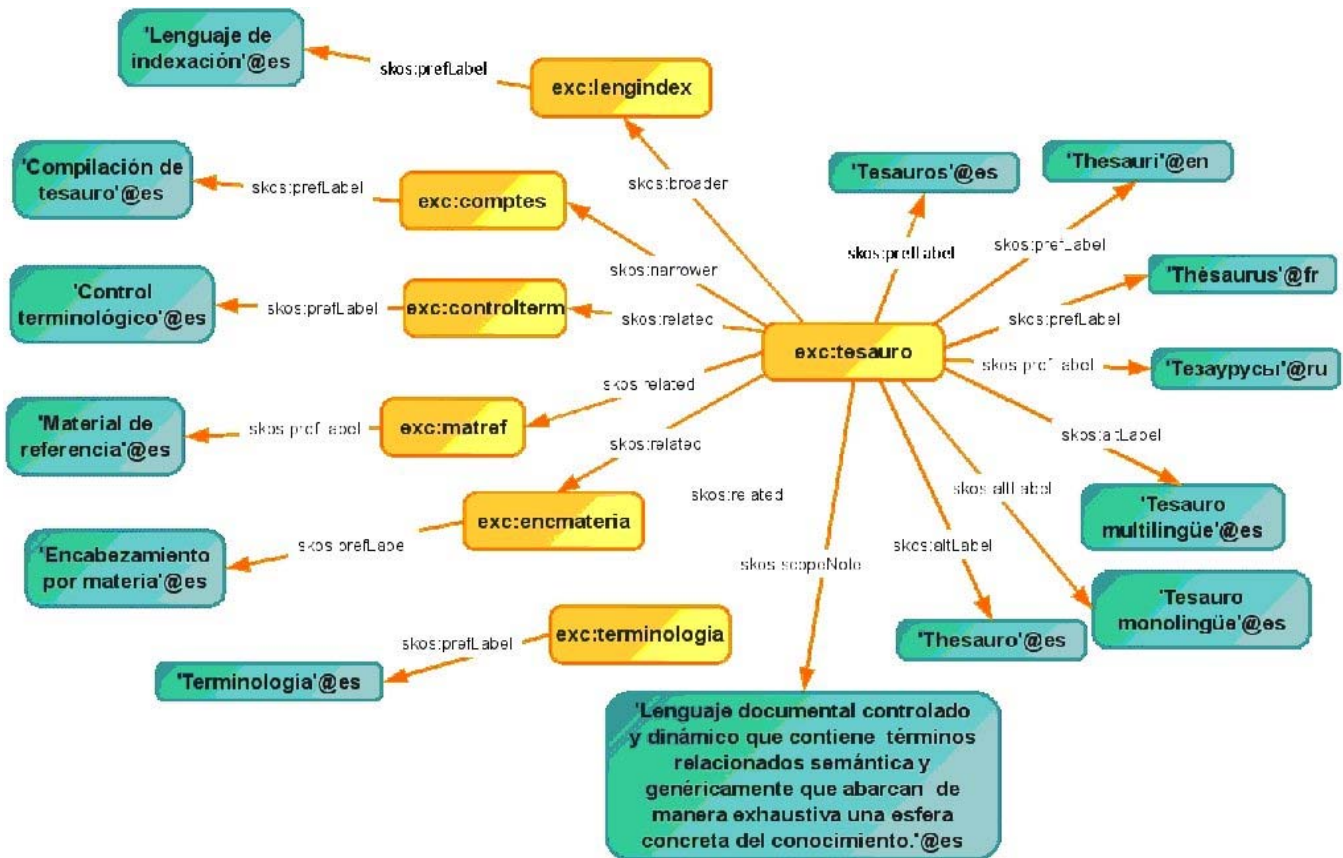 'Lenguaje de
indexación'@es
skos:prefLabel
exc:lengindex
'Compilación de
tesauro'@es
skos:prefLabel
exc:comptes
skos:broader
'Tesauros'@es
'Thesauri'@en
skos:prefLabel
skos:prefLabel
skos:narrower
'Control
terminológico'@es
skos:prefLabel
exc:controlterm
skos:related
exc:tesauro
skos:prefLabel
'Thésaurus'@fr
skos:prefLabel
'Тезаурусы'@ru
'Material de
referencia'@es
skos:prefLabel
exc:matref
skos:related
skos:related
skos:altLabel
'Tesauro
multilingüe'@es
skos:altLabel
'Encabezamiento
por materia'@es
skos:prefLabe
exc:encmateria
skos:related
skos:scopeNote
skos:altLabel
'Tesauro
monolingüe'@es
'Thesauro'@es
'Terminologia'@es
skos:prefLabel
exc:terminologia
'Lenguaje documental controlado
y dinámico que contiene términos
relacionados semántica y
genéricamente que abarcan de
manera exhaustiva una esfera
concreta del conocimiento.'@es